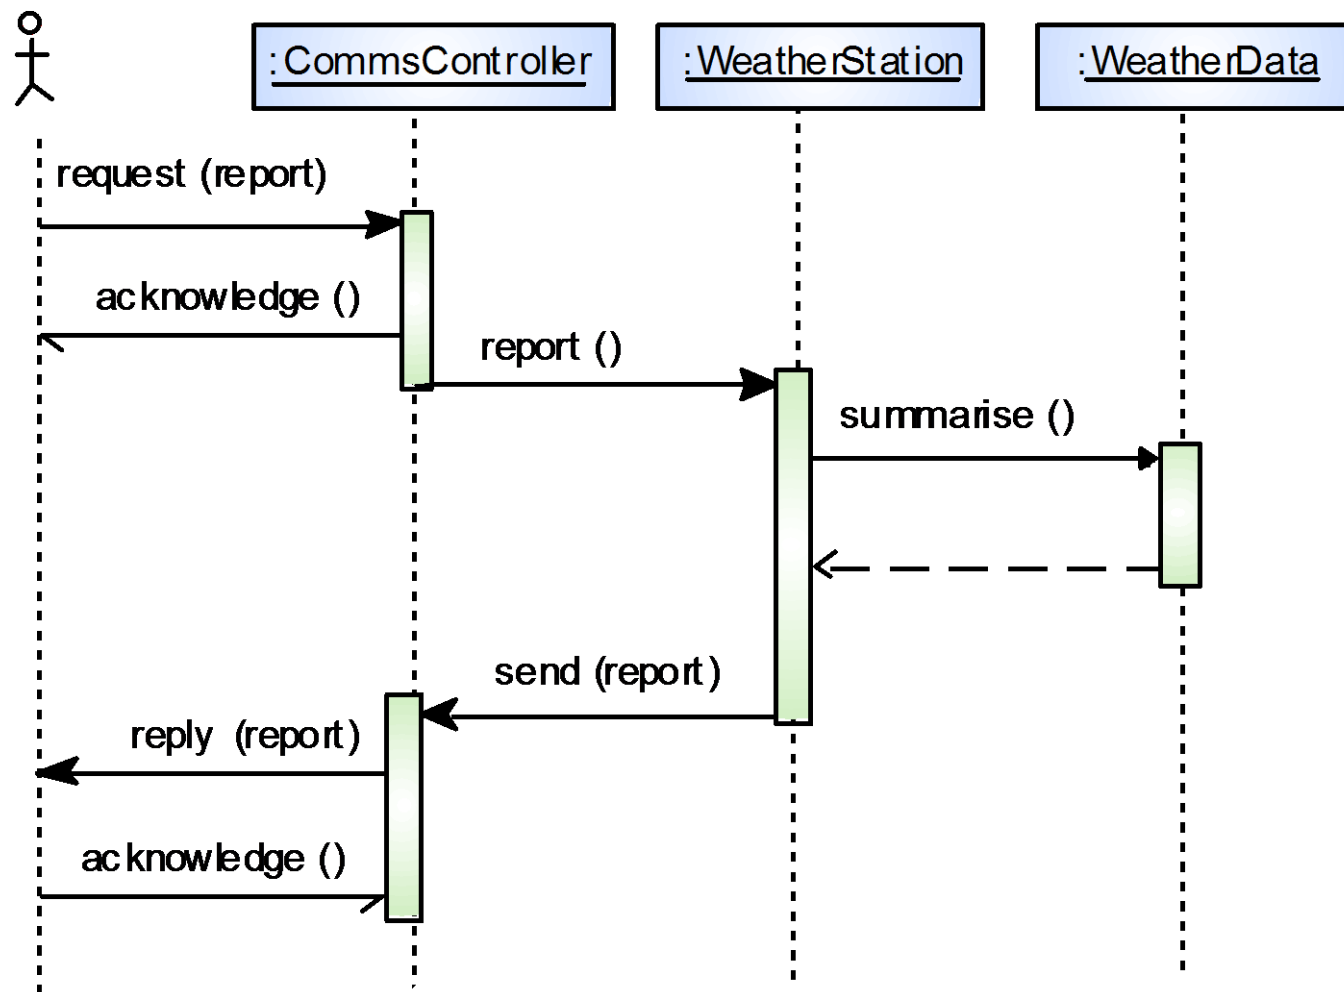 :CommsController
:WeatherStation
:WeatherData
request (report)
acknowledge ()
report ()
summarise ()
send (report)
reply (report)
acknowledge ()